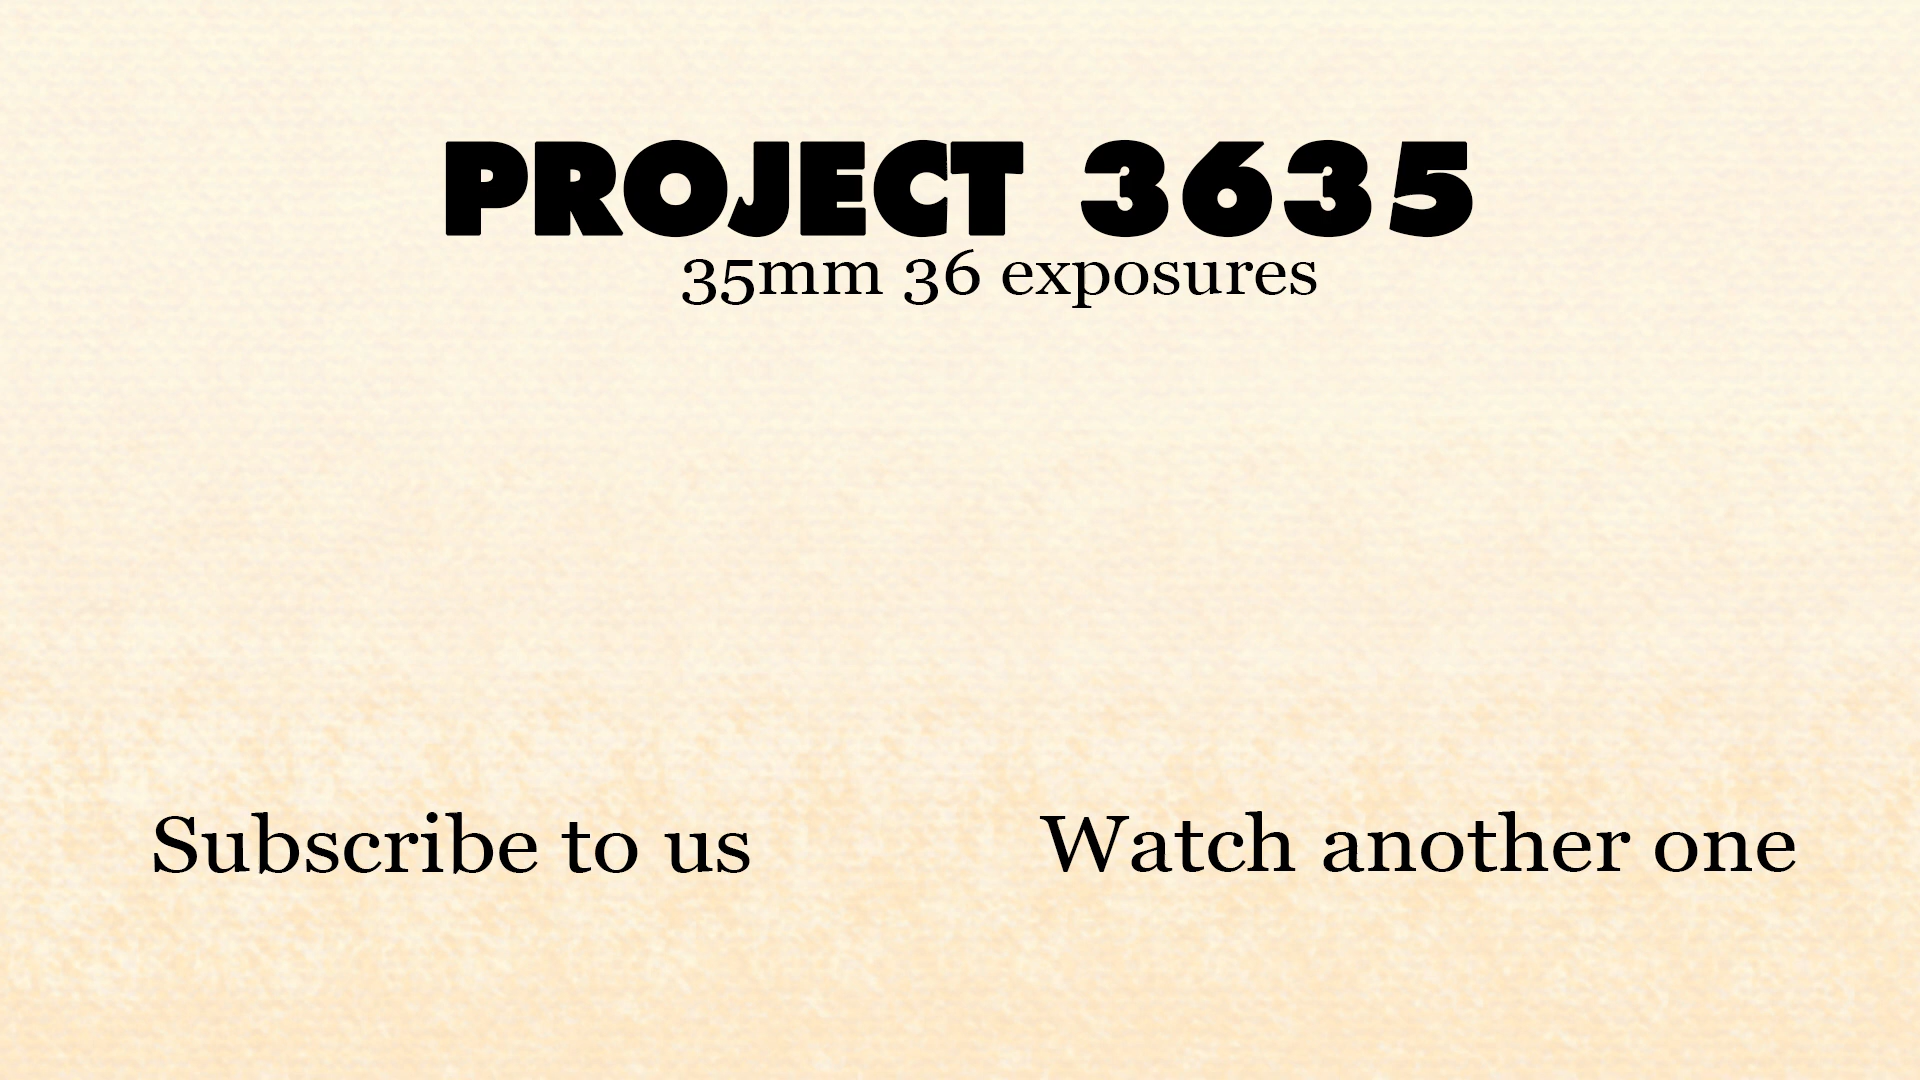 PROJECT 3635
35mm 36 exposures
Subscribe to us
Watch another one